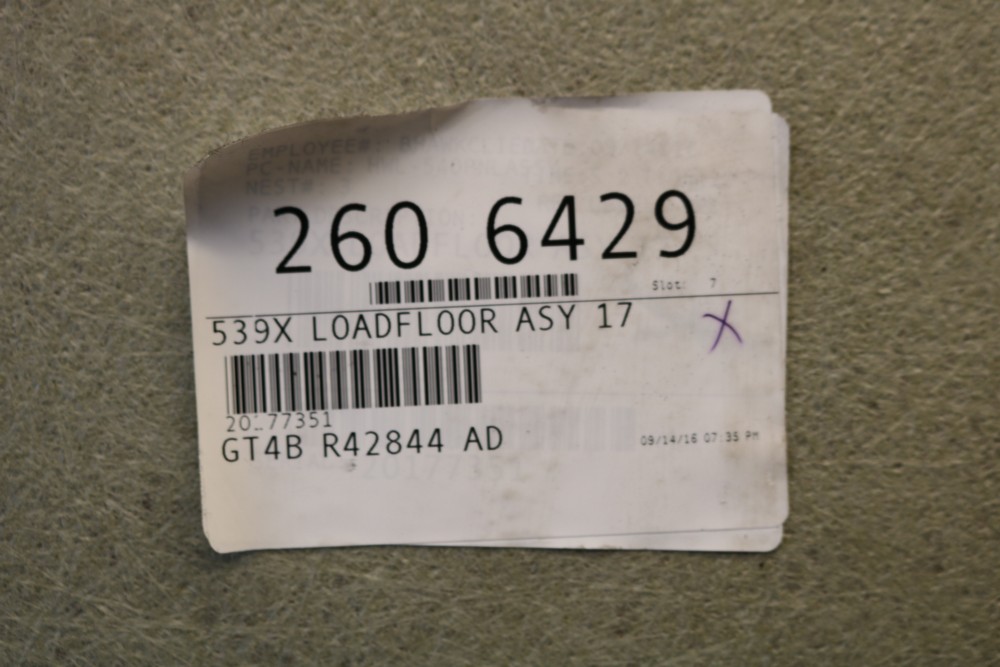 260 6429
Slot: 7
539X LOADFLOOR ASY 17
X
GT4B R42844 AD
09/14/16 07:35 PM